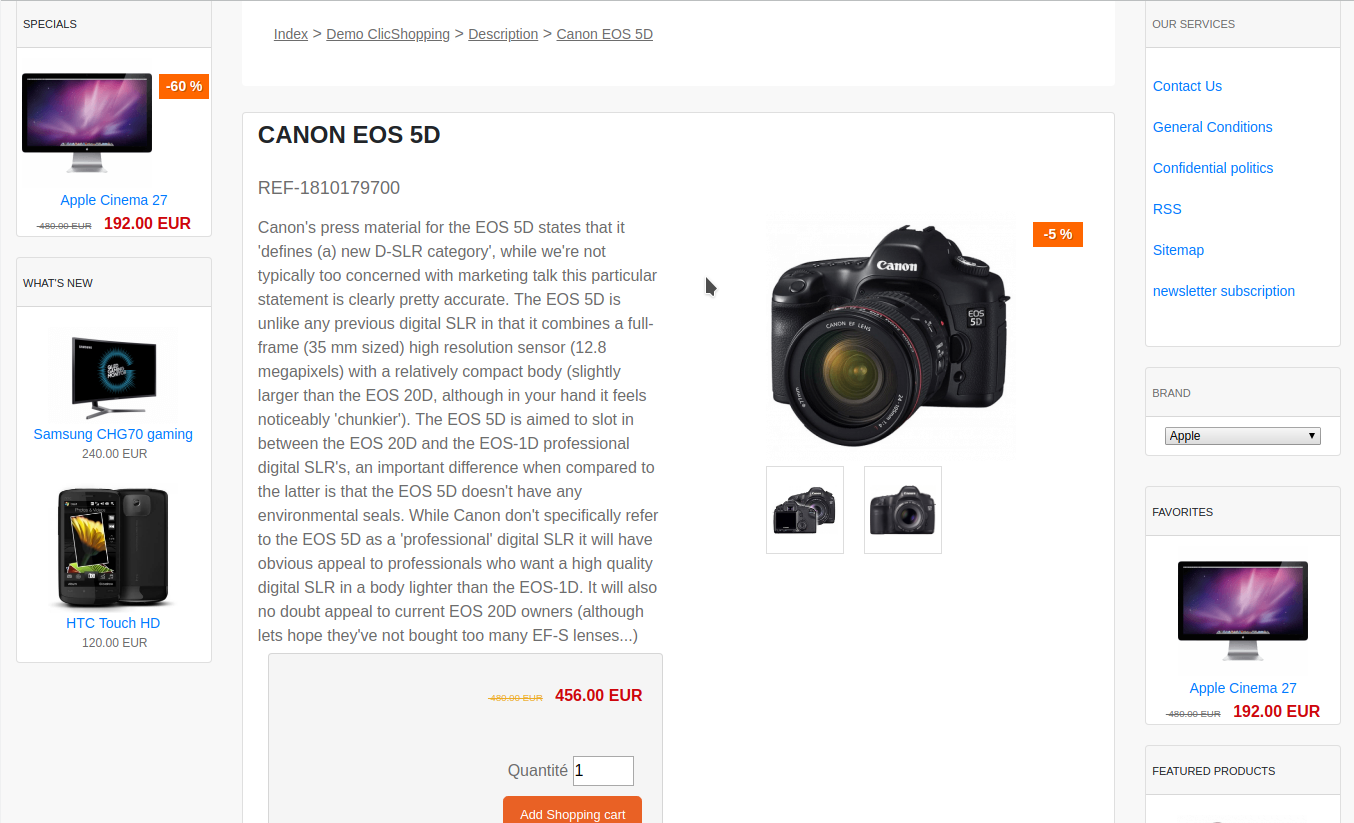 SPECIALS
-60 %
Apple Cinema 27
480.00 EUR 192.00 EUR
WHAT'S NEW
SAMSUNG
QLED
GAMING
MONITOR
Samsung CHG70 gaming
240.00 EUR
HTC Touch HD
120.00 EUR
Index > Demo ClicShopping > Description > Canon EOS 5D
CANON EOS 5D
REF-1810179700
Canon's press material for the EOS 5D states that it
'defines (a) new D-SLR category', while we're not
typically too concerned with marketing talk this particular
statement is clearly pretty accurate. The EOS 5D is
unlike any previous digital SLR in that it combines a full-
frame (35 mm sized) high resolution sensor (12.8
megapixels) with a relatively compact body (slightly
larger than the EOS 20D, although in your hand it feels
noticeably 'chunkier'). The EOS 5D is aimed to slot in
between the EOS 20D and the EOS-1D professional
digital SLR's, an important difference when compared to
the latter is that the EOS 5D doesn't have any
environmental seals. While Canon don't specifically refer
to the EOS 5D as a 'professional' digital SLR it will have
obvious appeal to professionals who want a high quality
digital SLR in a body lighter than the EOS-1D. It will also
no doubt appeal to current EOS 20D owners (although
lets hope they've not bought too many EF-S lenses...)
-5 %
Canon
EOS
5D
CANON EF LENS
480.00 EUR 456.00 EUR
Quantité 1
Add Shopping cart
OUR SERVICES
Contact Us
General Conditions
Confidential politics
RSS
Sitemap
newsletter subscription
BRAND
Apple
FAVORITES
Apple Cinema 27
480.00 EUR 192.00 EUR
FEATURED PRODUCTS